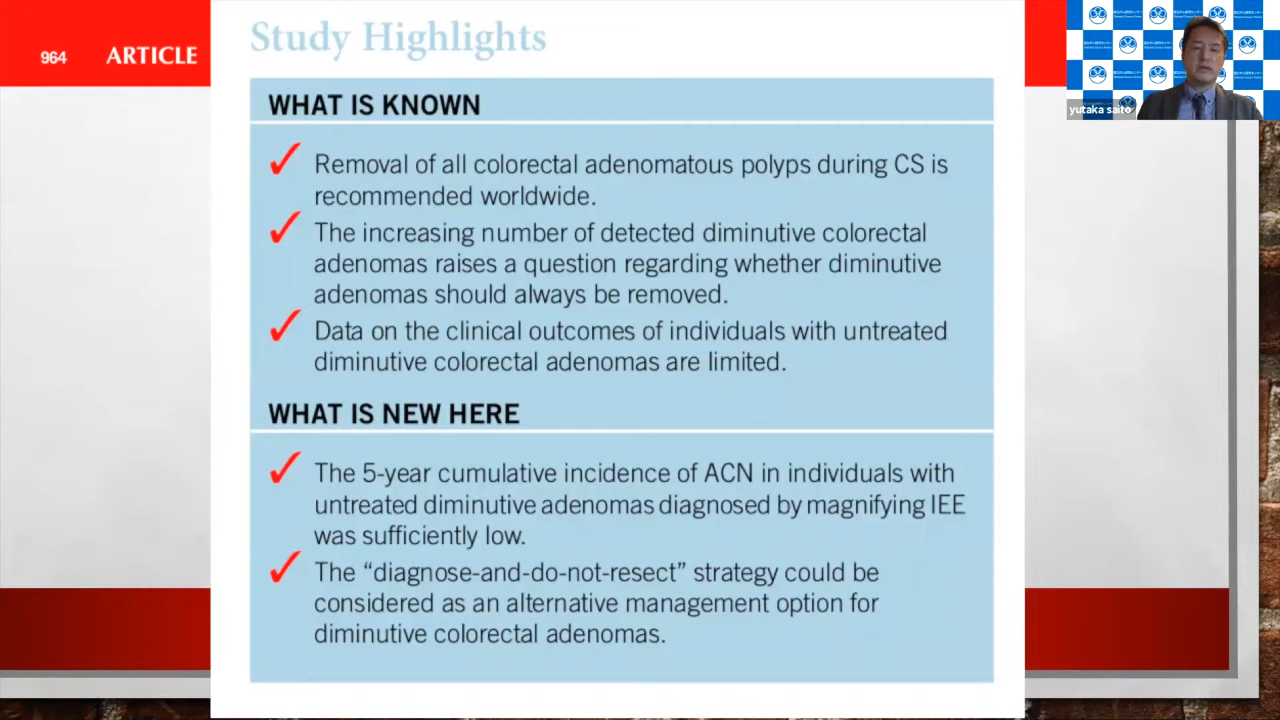 964 ARTICLE
Study Highlights
WHAT IS KNOWN
✓ Removal of all colorectal adenomatous polyps during CS is
recommended worldwide.
✓ The increasing number of detected diminutive colorectal
adenomas raises a question regarding whether diminutive
adenomas should always be removed.
✓ Data on the clinical outcomes of individuals with untreated
diminutive colorectal adenomas are limited.
WHAT IS NEW HERE
✓ The 5-year cumulative incidence of ACN in individuals with
untreated diminutive adenomas diagnosed by magnifying IEE
was sufficiently low.
✓ The “diagnose-and-do-not-resect” strategy could be
considered as an alternative management option for
diminutive colorectal adenomas.
yutaka saito